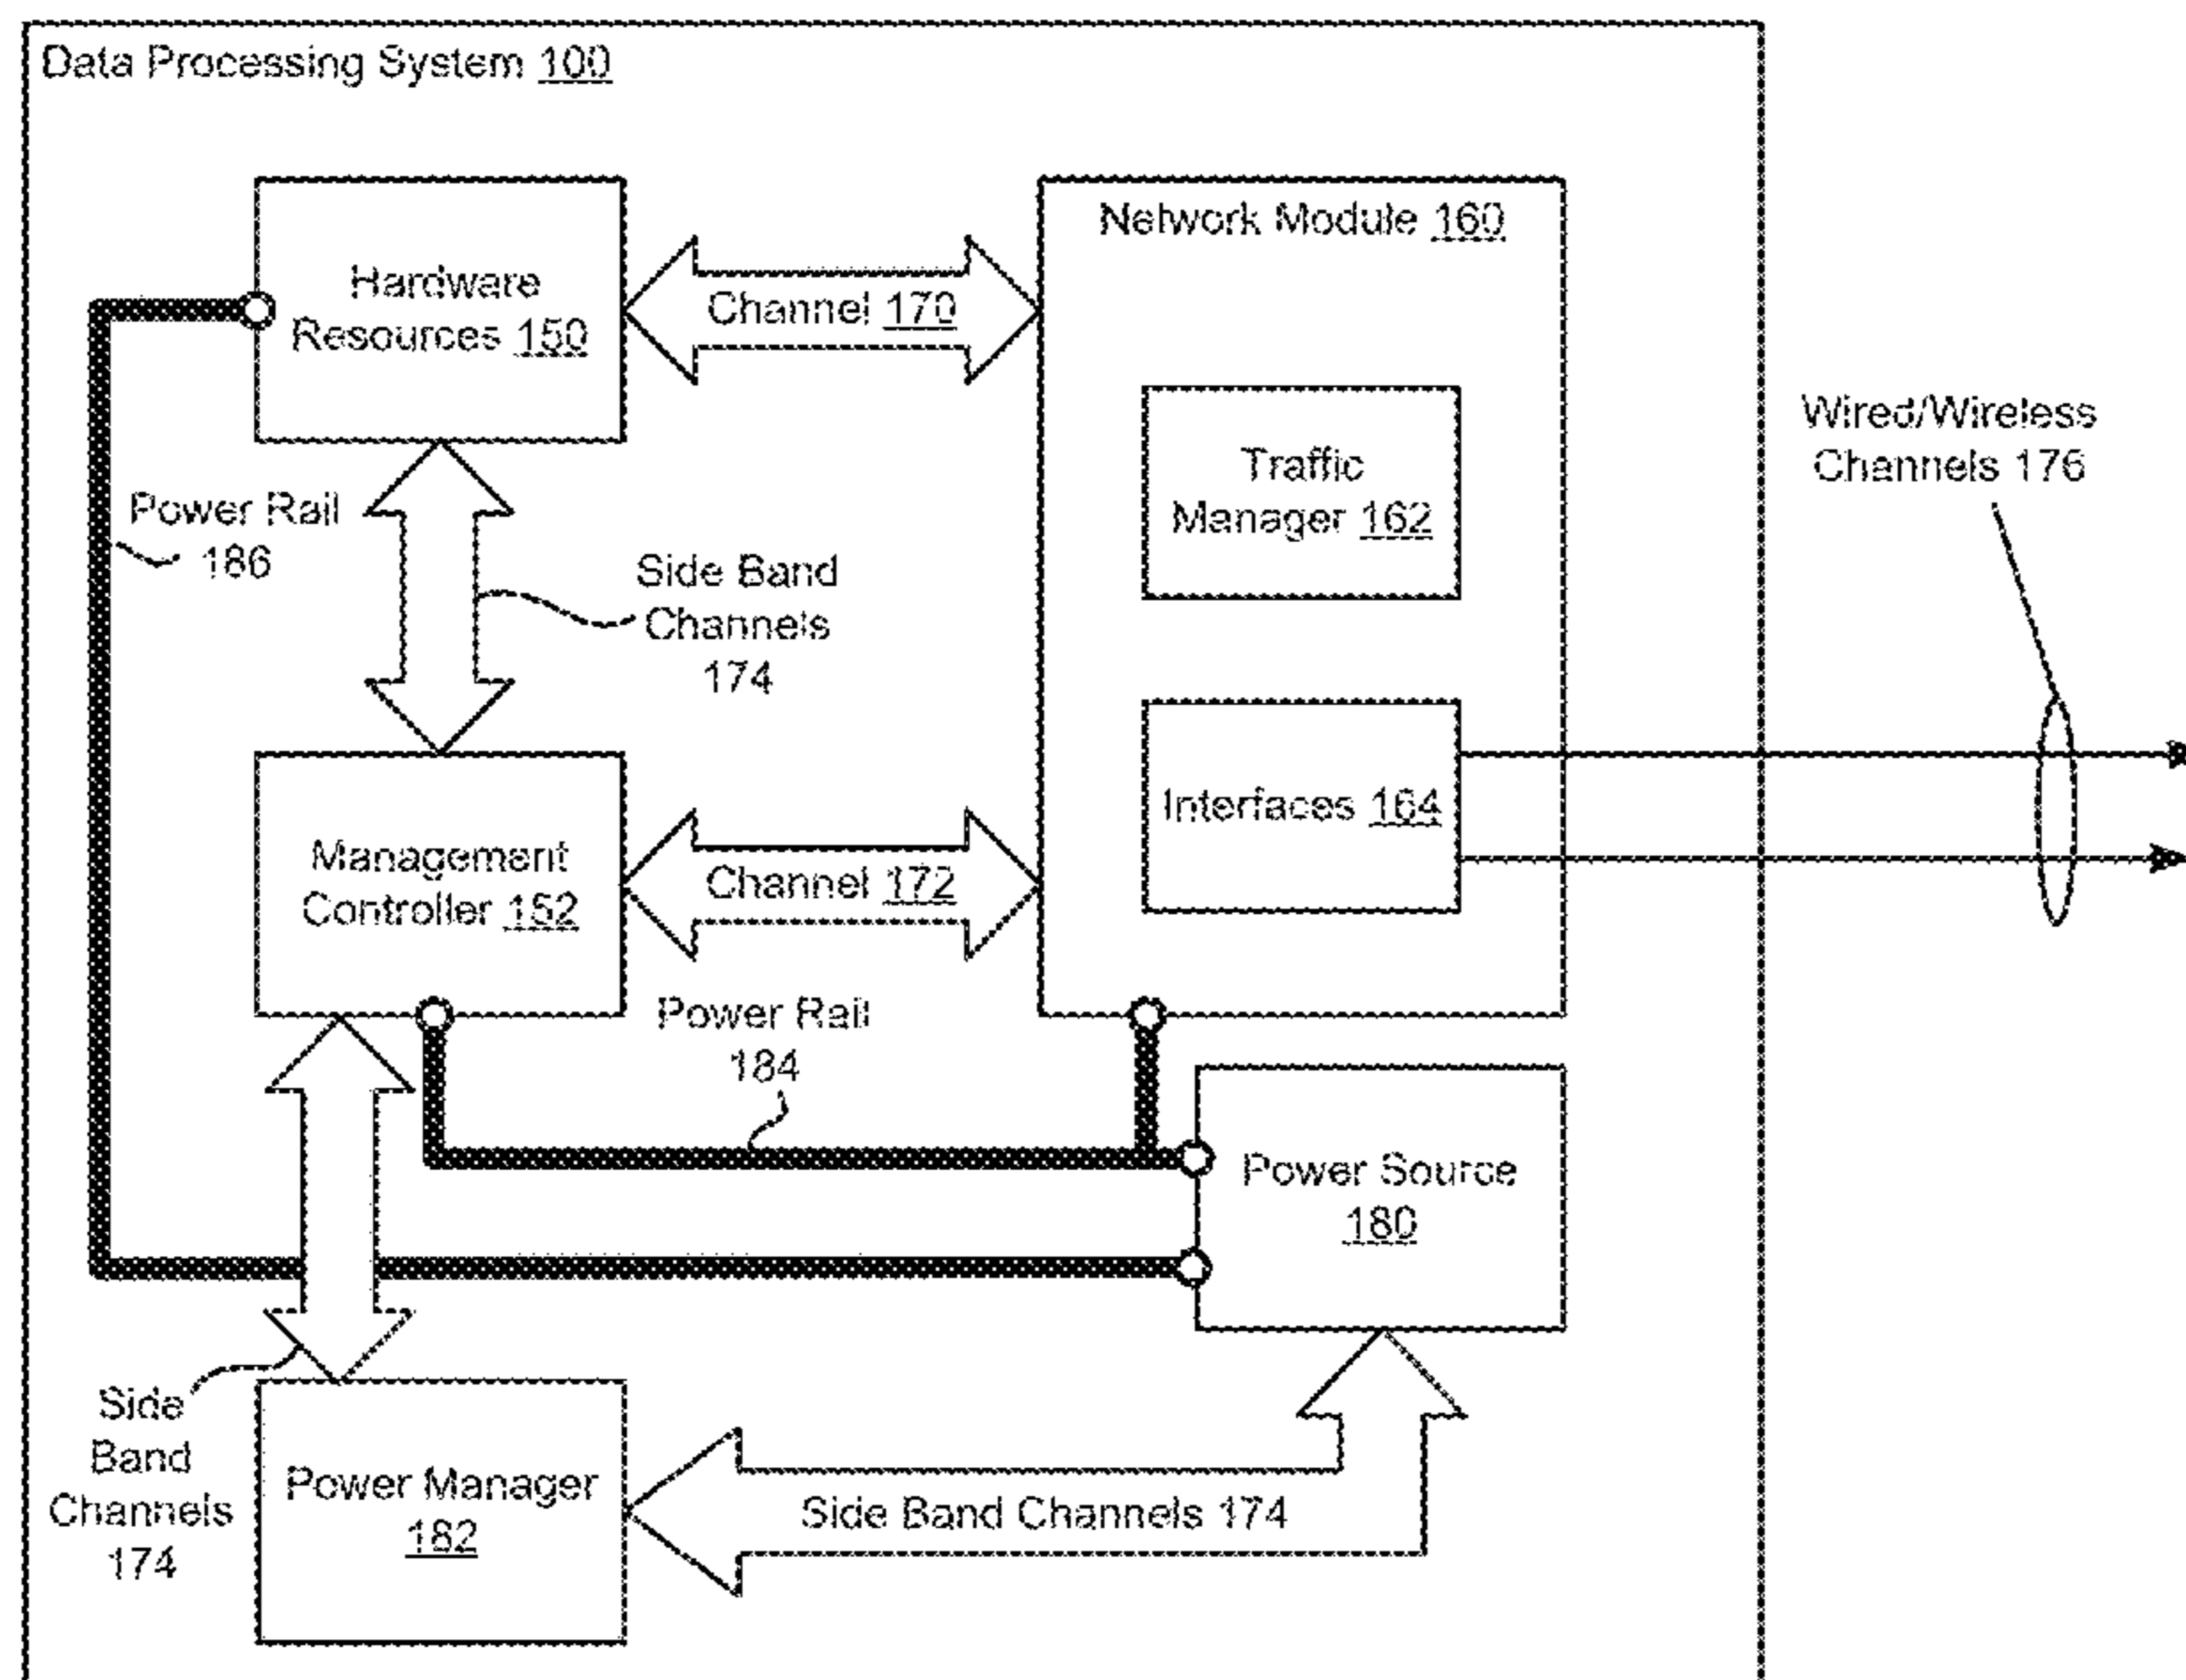 Data Processing System 100
Hardware
Resources 150
Channel 170
Network Module 160
Traffic
Manager 162
Wired/Wireless
Channels 176
Power Rail
186
Side Band
Channels
174
Interfaces 164
Management
Controller 152
Channel 172
Power Rail
184
Power Source
180
Side
Band
Channels
174
Power Manager
182
Side Band Channels 174